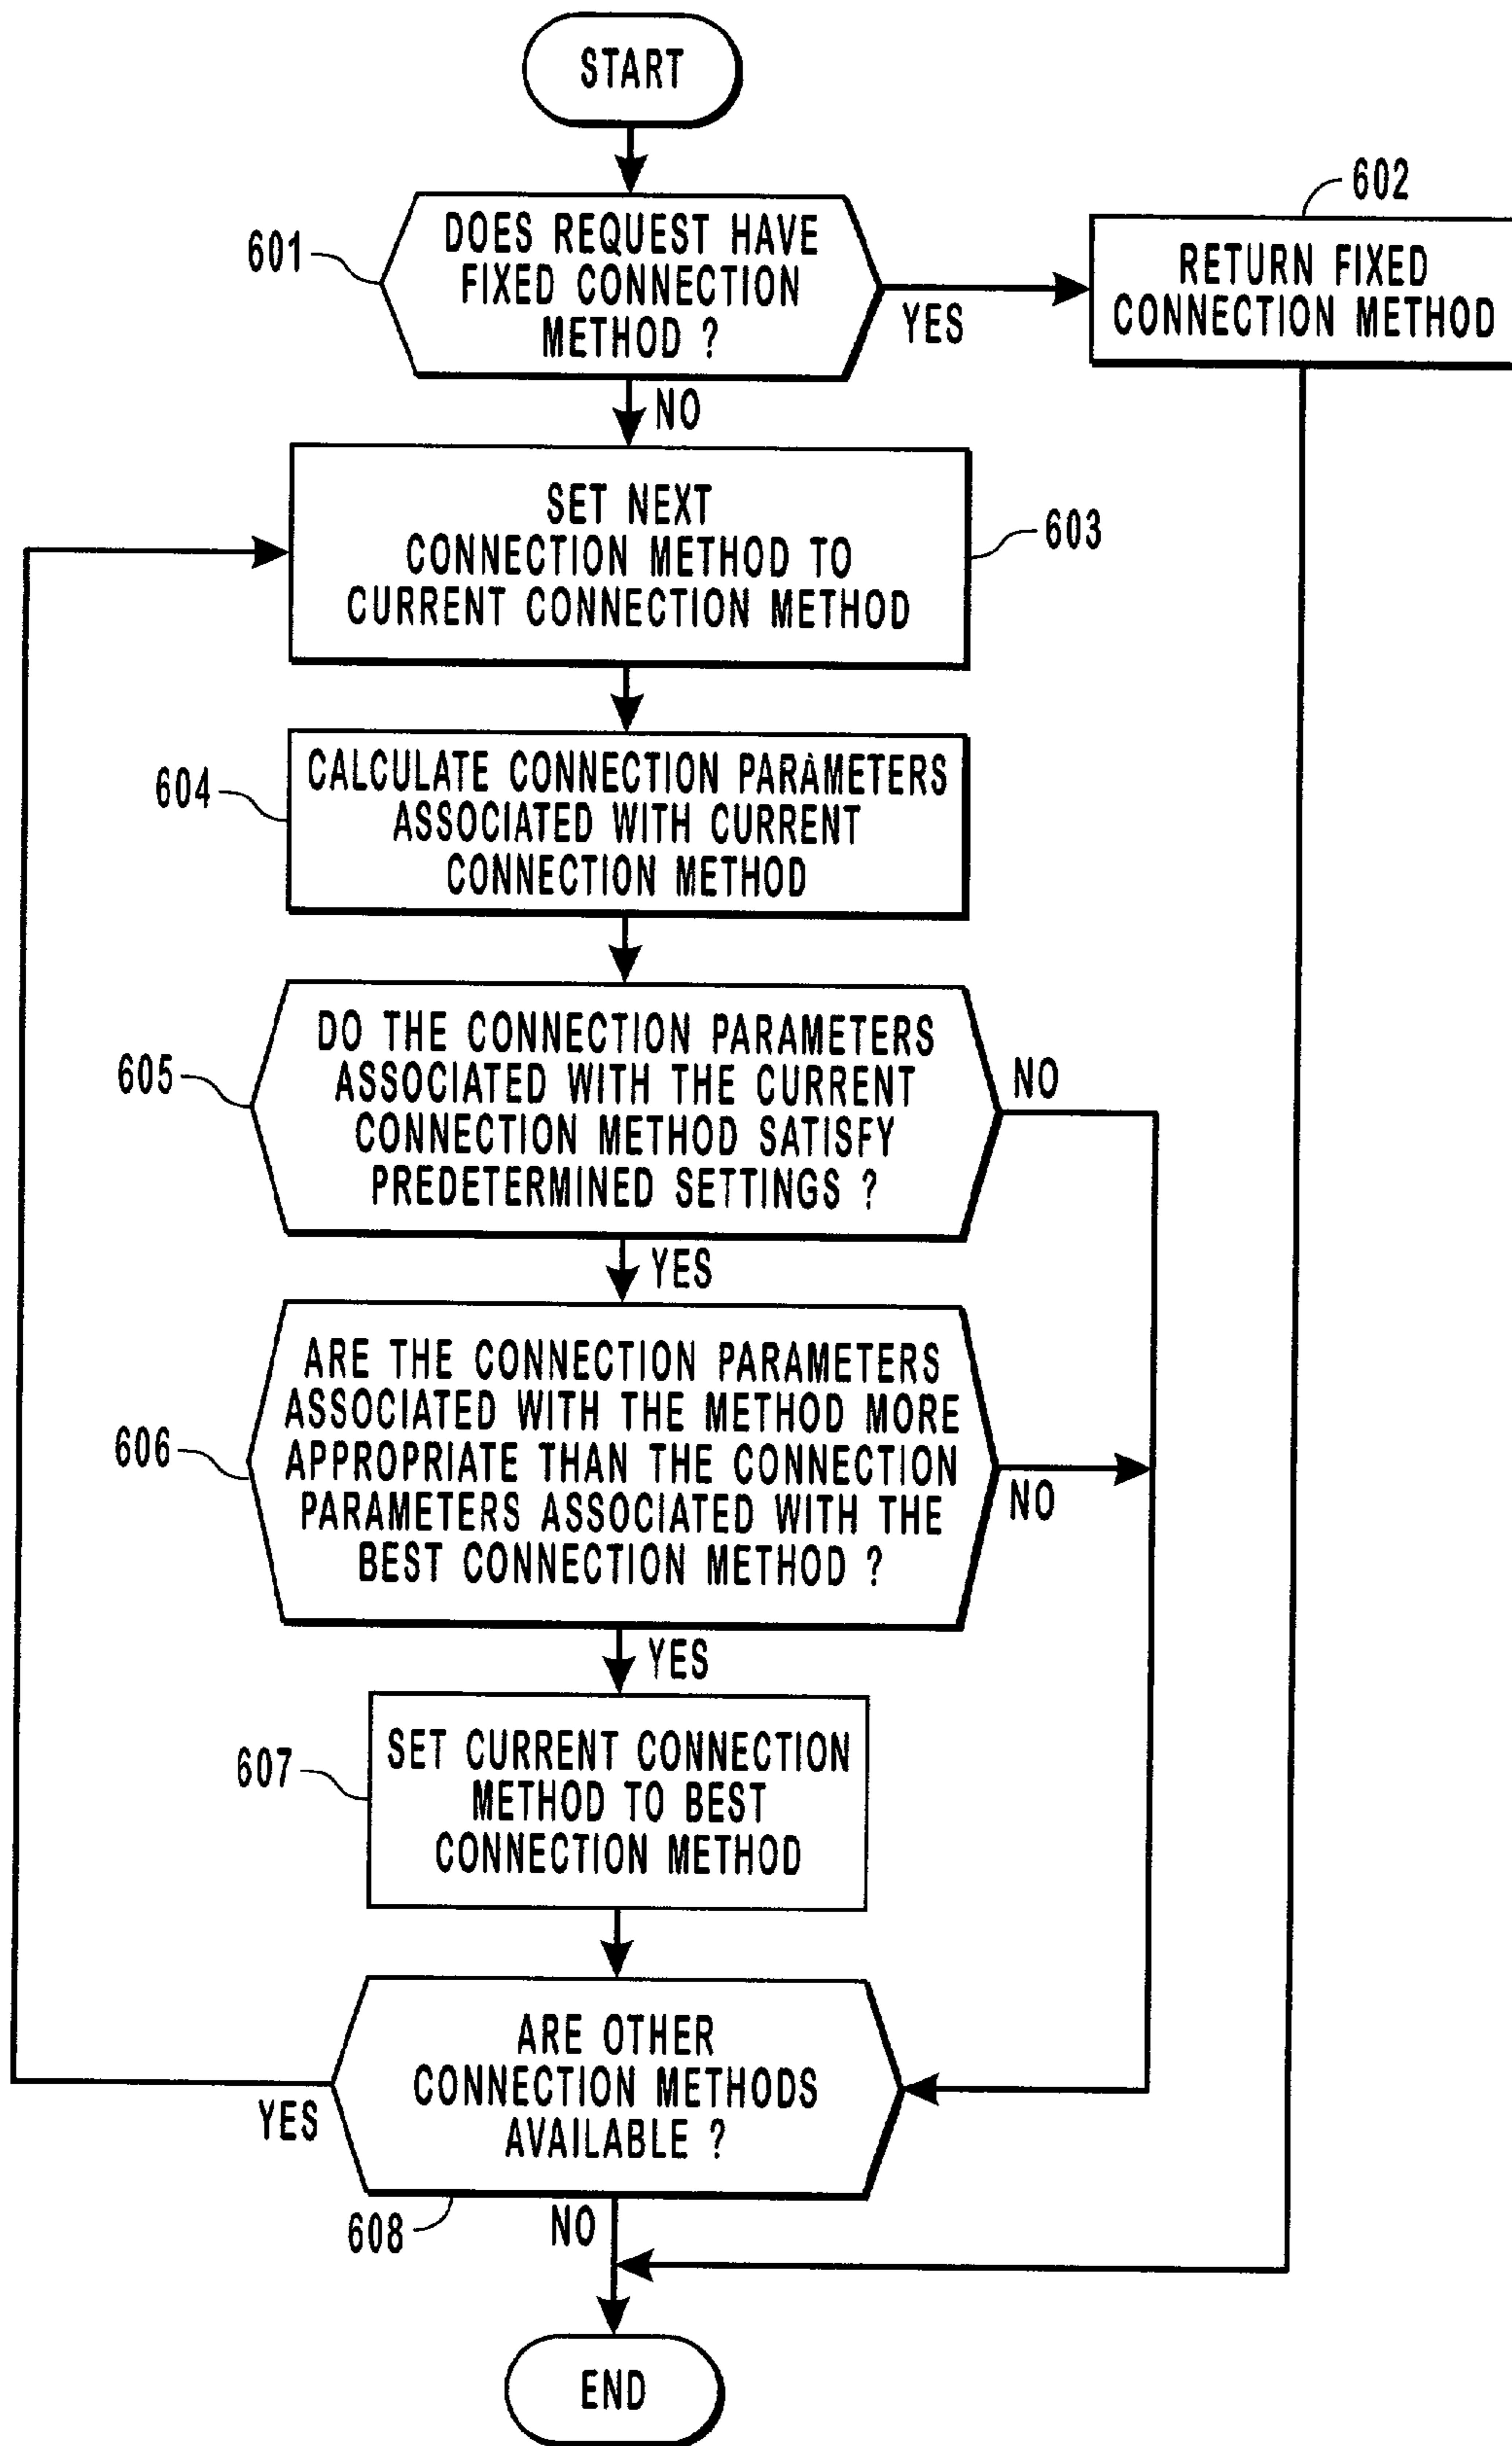 START
602
DOES REQUEST HAVE
FIXED CONNECTION
METHOD ?
601
YES
RETURN FIXED
CONNECTION METHOD
NO
SET NEXT
CONNECTION METHOD TO
CURRENT CONNECTION METHOD
603
CALCULATE CONNECTION PARAMETERS
ASSOCIATED WITH CURRENT
CONNECTION METHOD
604
DO THE CONNECTION PARAMETERS
ASSOCIATED WITH THE CURRENT
CONNECTION METHOD SATISFY
PREDETERMINED SETTINGS ?
605
NO
YES
ARE THE CONNECTION PARAMETERS
ASSOCIATED WITH THE METHOD MORE
APPROPRIATE THAN THE CONNECTION
PARAMETERS ASSOCIATED WITH THE
BEST CONNECTION METHOD ?
606
NO
YES
SET CURRENT CONNECTION
METHOD TO BEST
CONNECTION METHOD
607
ARE OTHER
CONNECTION METHODS
AVAILABLE ?
YES
608
NO
END